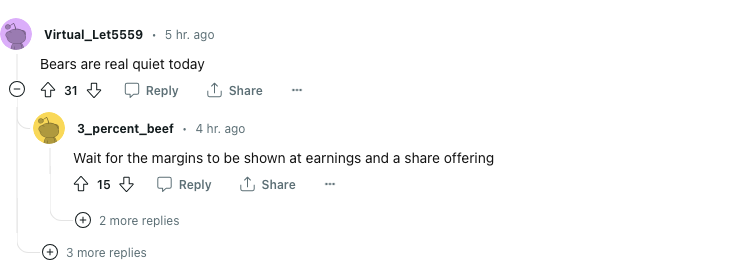 Virtual_Let5559 · 5 hr. ago
Bears are real quiet today
31 Reply Share ...
3_percent_beef · 4 hr. ago
Wait for the margins to be shown at earnings and a share offering
15 Reply Share ...
2 more replies
3 more replies